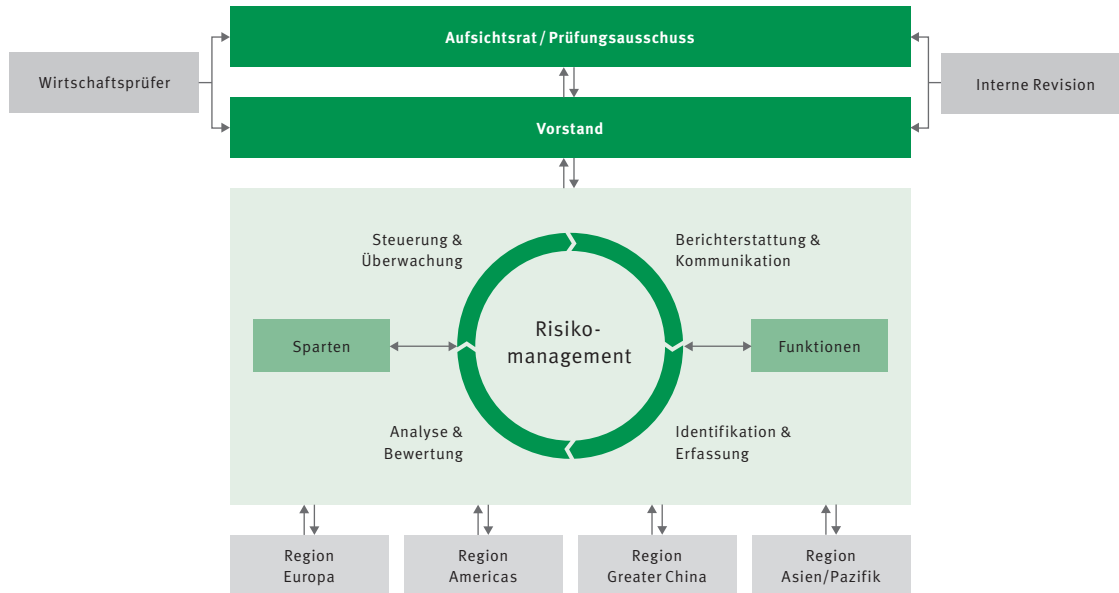 Aufsichtsrat / Prüfungsausschuss
Wirtschaftsprüfer
Interne Revision
Vorstand
Steuerung &
Überwachung
Berichterstattung &
Kommunikation
Sparten
Risiko-
management
Funktionen
Analyse &
Bewertung
Identifikation &
Erfassung
Region
Europa
Region
Americas
Region
Greater China
Region
Asien/Pazifik